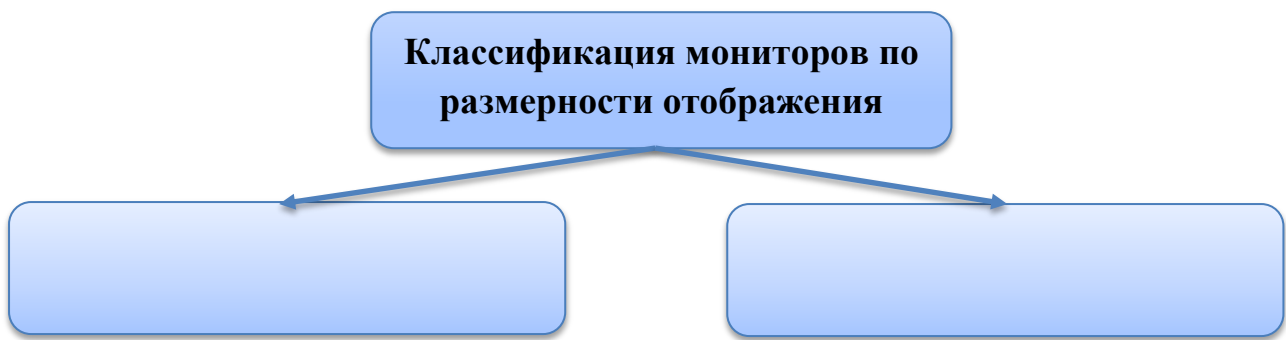 Классификация мониторов по
размерности отображения